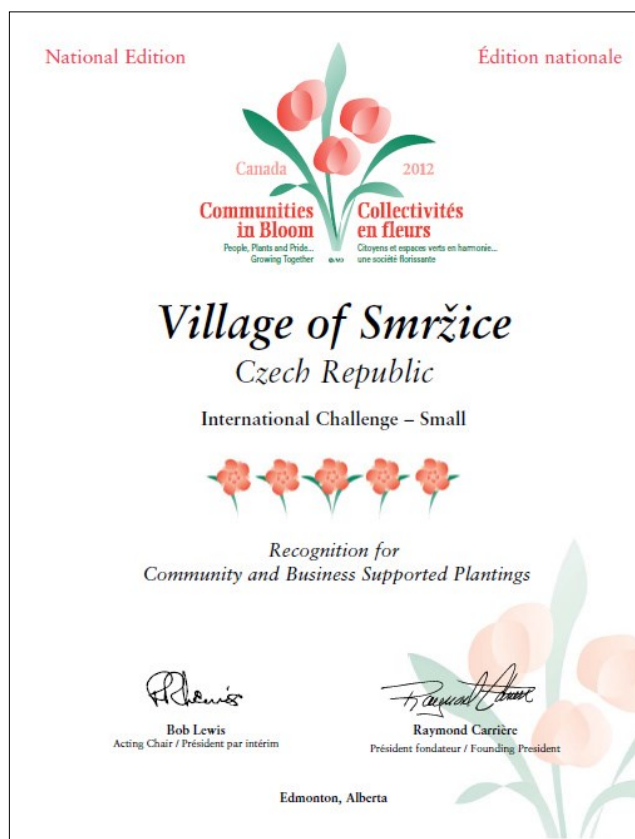 National Edition
Édition nationale
Canada
2012
Communities
in Bloom
People, Plants and Pride...
Growing Together
Collectivités
en fleurs
Citoyens et espaces verts en harmonie...
une société florissante
Village of Smržice
Czech Republic
International Challenge – Small
Recognition for
Community and Business Supported Plantings
Bob Lewis
Acting Chair / Président par intérim
Raymond Carrière
Président fondateur / Founding President
Edmonton, Alberta